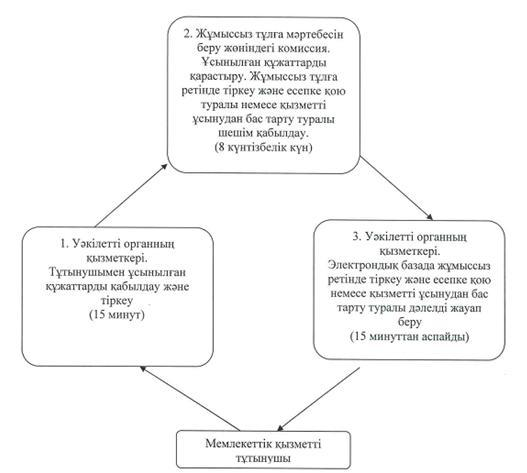 2. Жұмыссыз тұлға мәртебесін
беру жөніндегі комиссия.
Ұсынылған құжаттарды
қарастыру. Жұмыссыз тұлға
ретінде тіркеу және есепке қою
туралы немесе қызметті
ұсынудан бас тарту туралы
шешім қабылдау.
(8 күнтізбелік күн)
1. Уәкілетті органның
қызметкері.
Тұтынушымен ұсынылған
құжаттарды қабылдау және
тіркеу
(15 минут)
3. Уәкілетті органның
қызметкері.
Электрондық базада жұмыссыз
ретінде тіркеу және есепке қою
немесе қызметті ұсынудан бас
тарту туралы дәлелді жауап
беру
(15 минуттан аспайды)
Мемлекеттік қызметті
тұтынушы